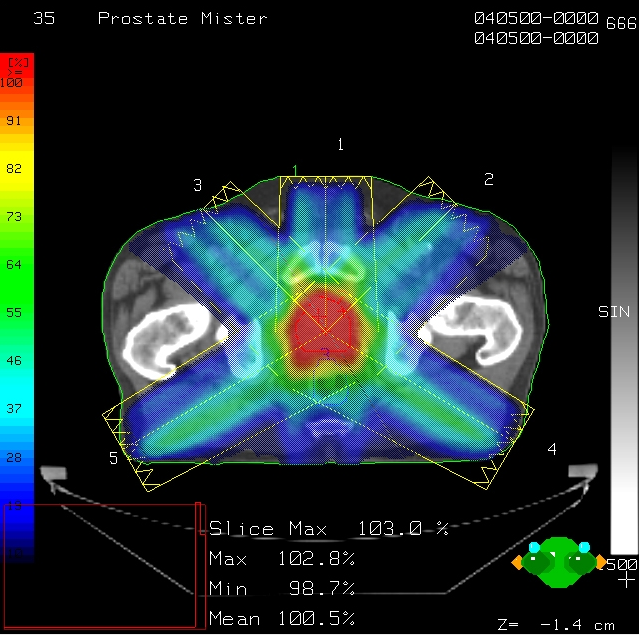 35 Prostate Mister 040500-0000 666
040500-0000
[%]
>=
100
91
82
73
64
55
46
37
28
19
1
1
2
3
SIN
4
5
Slice Max 103.0 %
Max 102.8%
Min 98.7%
Mean 100.5%
500
Z= -1.4 cm